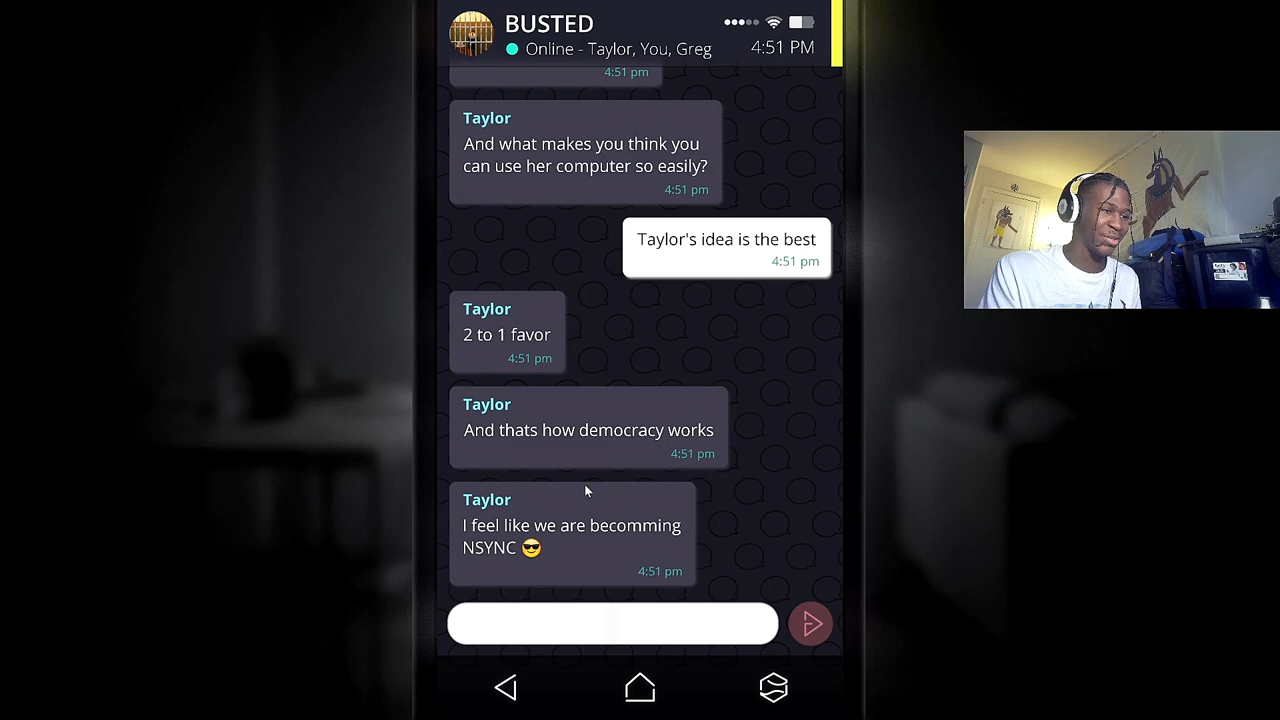 BUSTED
Online - Taylor, You, Greg
4:51 PM
4:51 pm
Taylor
And what makes you think you
can use her computer so easily?
4:51 pm
Taylor's idea is the best
4:51 pm
Taylor
2 to 1 favor
4:51 pm
Taylor
And thats how democracy works
4:51 pm
Taylor
I feel like we are becomming
NSYNC 😎
4:51 pm